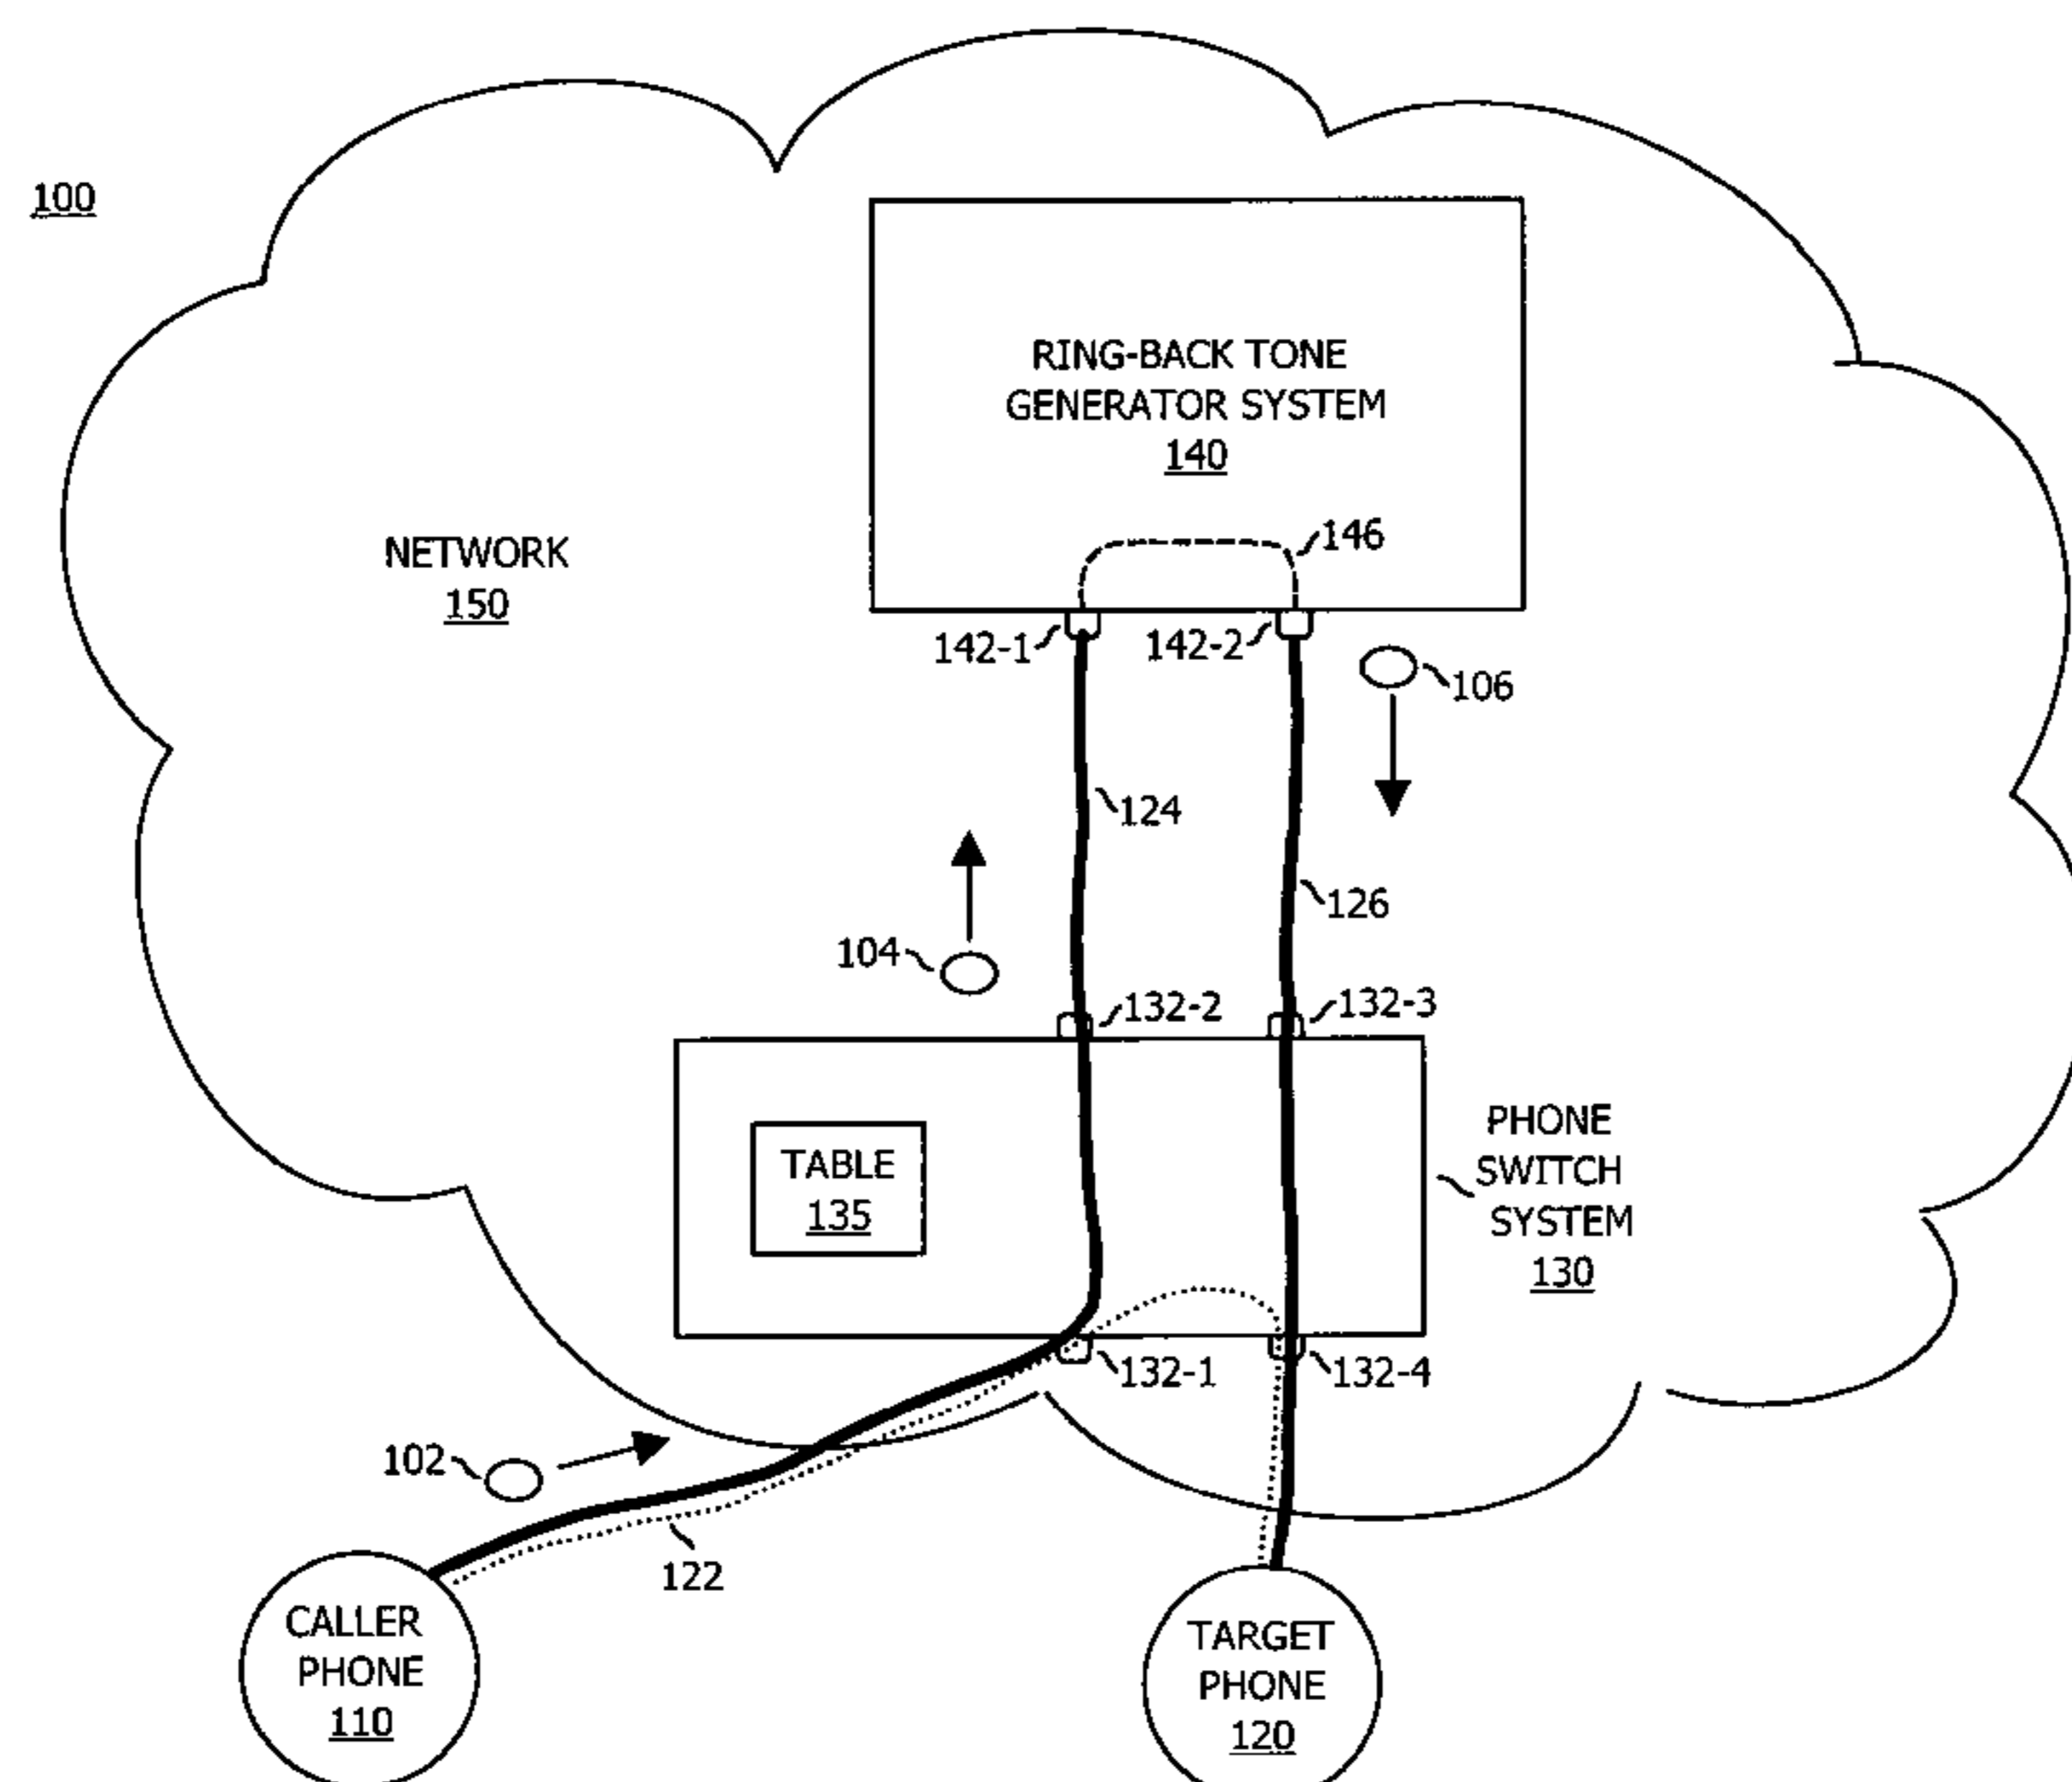 100
RING-BACK TONE
GENERATOR SYSTEM
140
146
NETWORK
150
142-1
142-2
106
124
126
104
132-2
132-3
TABLE
135
PHONE
SWITCH
SYSTEM
130
132-1
132-4
102
122
CALLER
PHONE
110
TARGET
PHONE
120